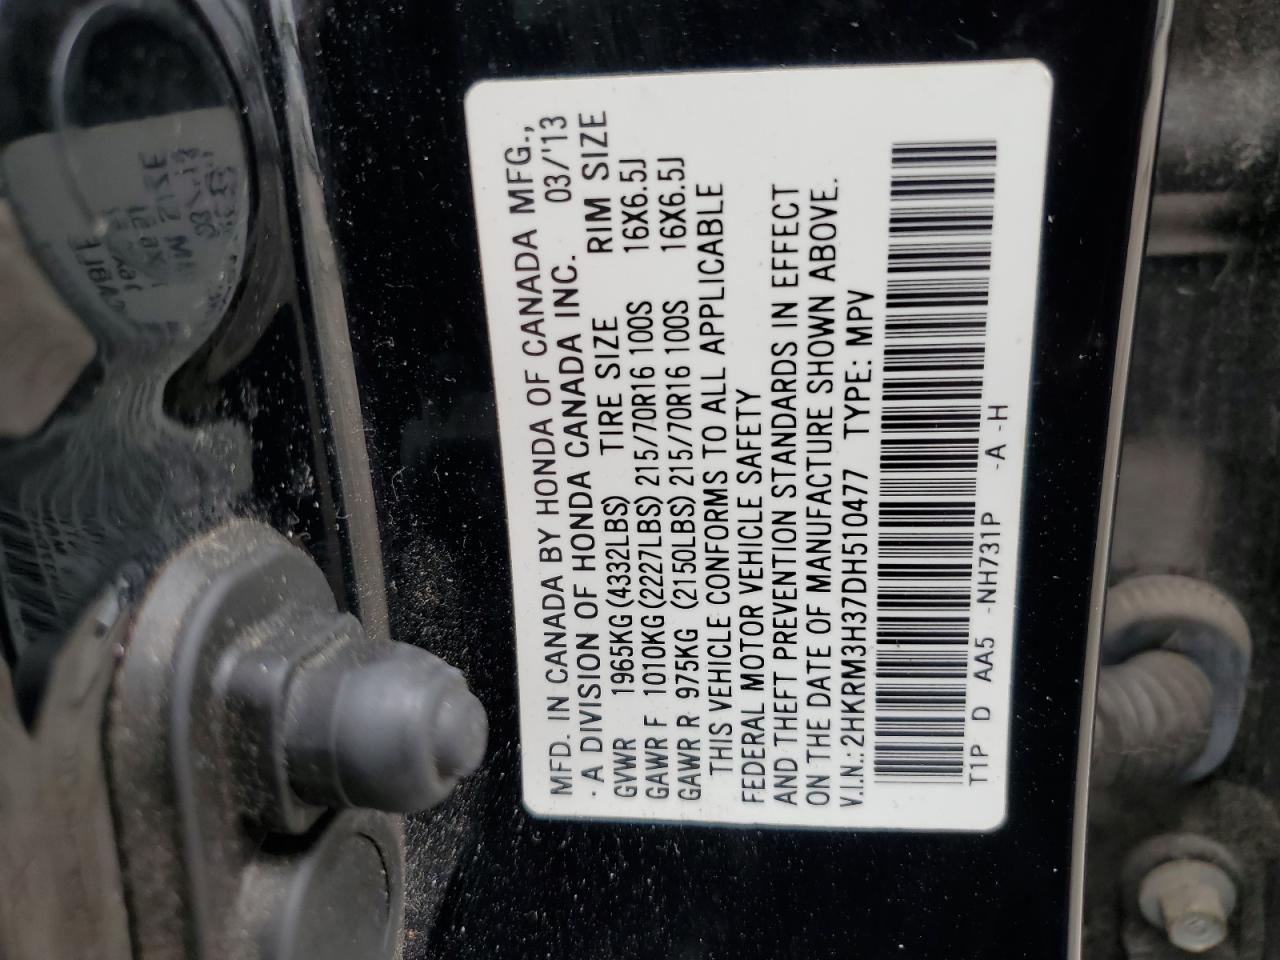 MFD. IN CANADA BY HONDA OF CANADA MFG.,
· A DIVISION OF HONDA CANADA INC. 03/'13
GVWR 1965KG(4332LBS) TIRE SIZE RIM SIZE
GAWR F 1010KG(2227LBS) 215/70R16 100S 16X6.5J
GAWR R 975KG (2150LBS) 215/70R16 100S 16X6.5J
THIS VEHICLE CONFORMS TO ALL APPLICABLE
FEDERAL MOTOR VEHICLE SAFETY
AND THEFT PREVENTION STANDARDS IN EFFECT
ON THE DATE OF MANUFACTURE SHOWN ABOVE.
V.I.N.:2HKRM3H37DH510477 TYPE: MPV
T1P D AA5 -NH731P -A -H